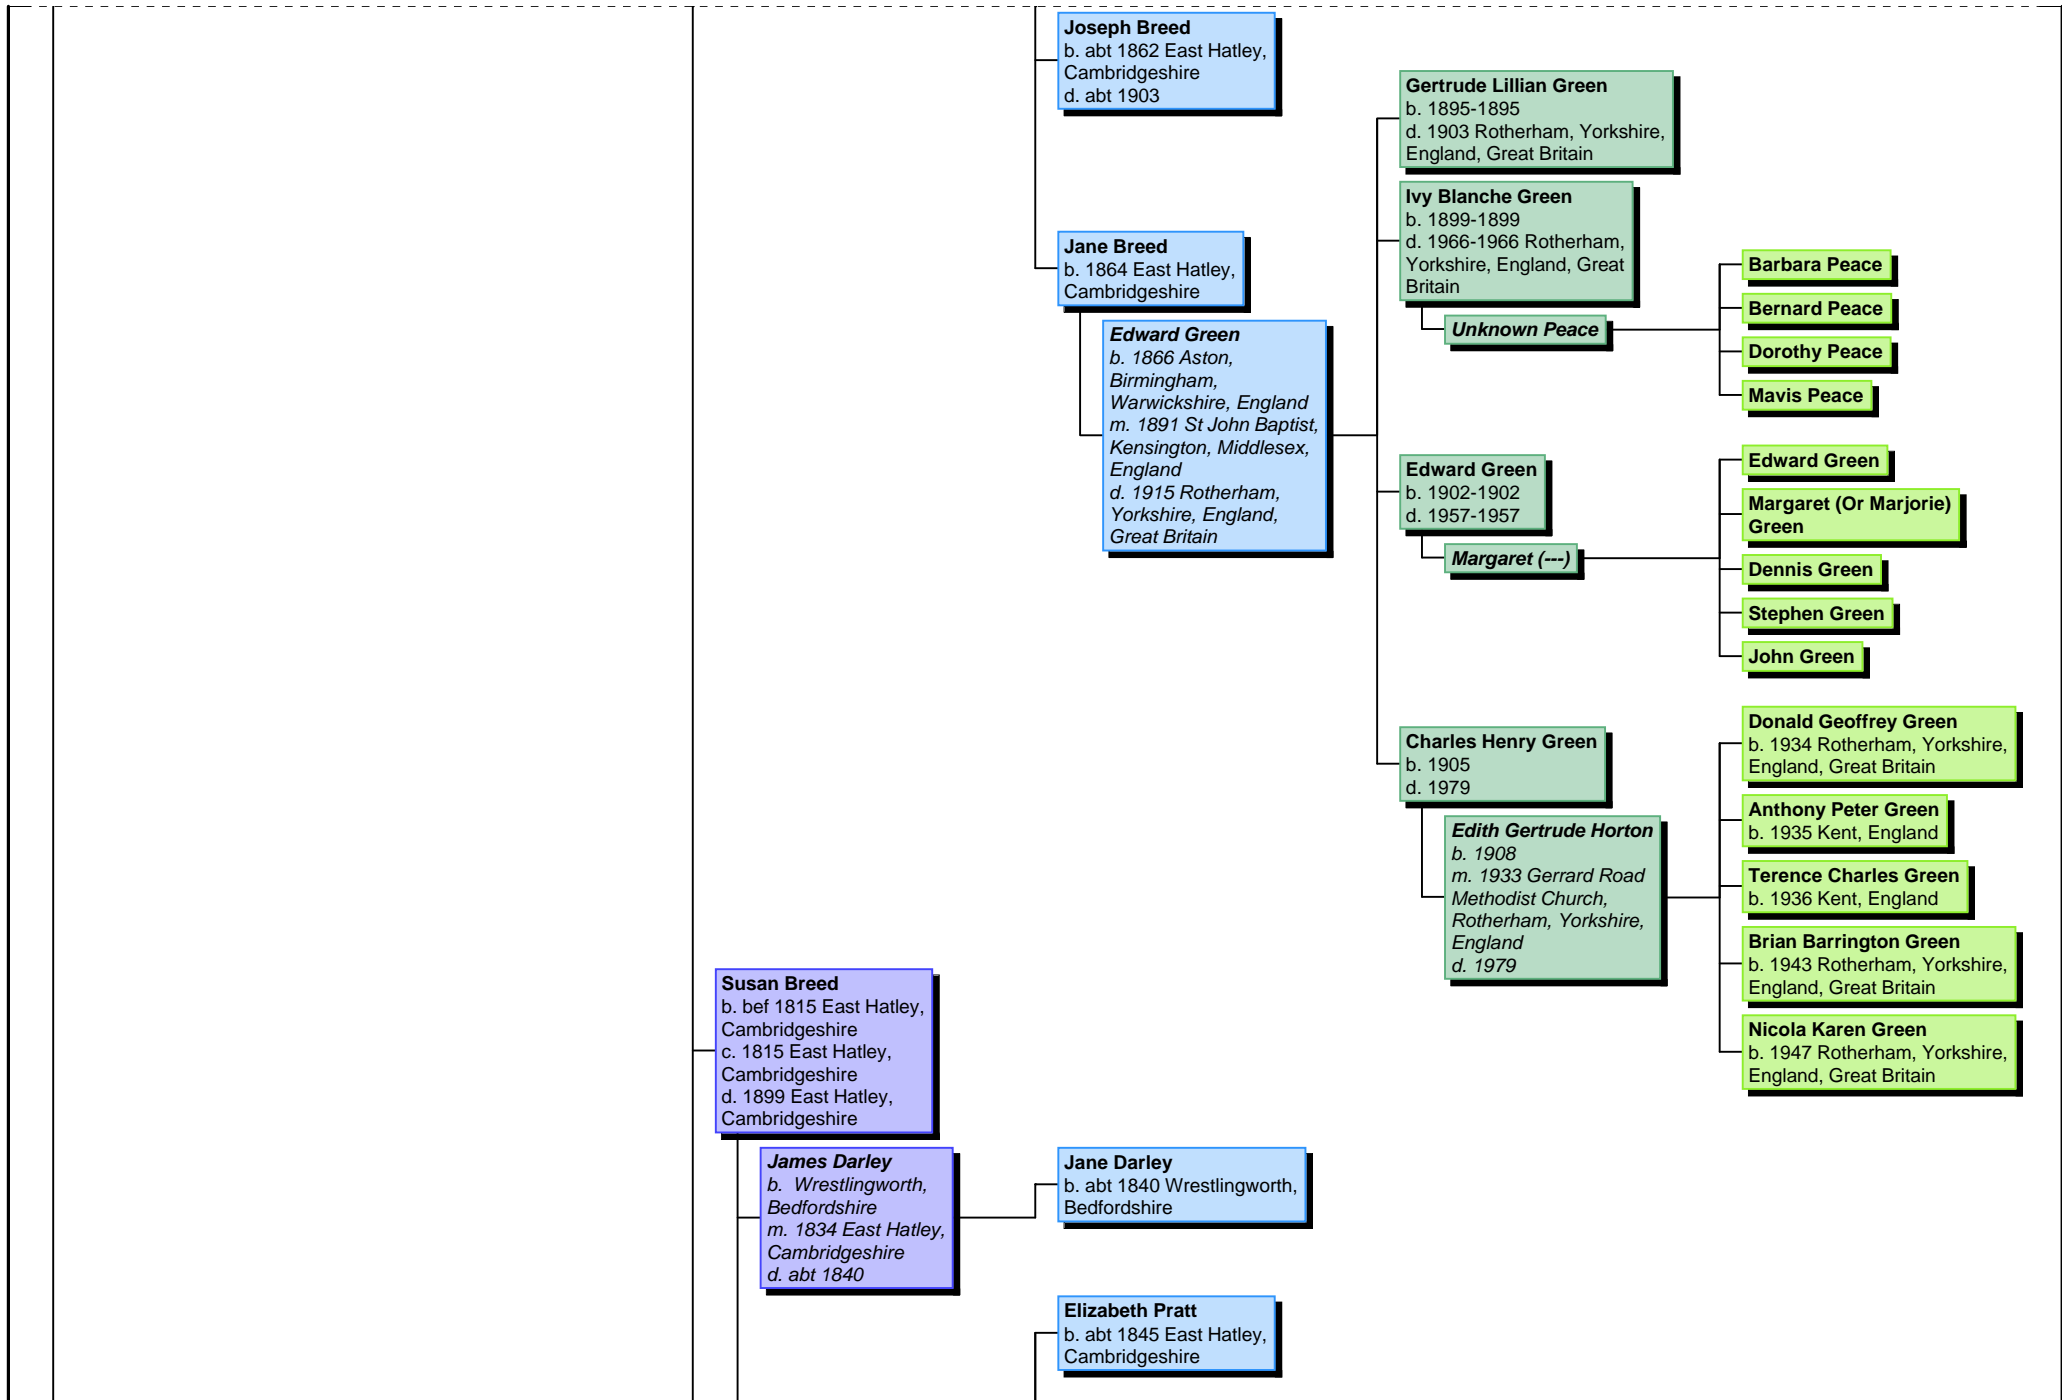 Joseph Breed
b. abt 1862 East Hatley,
Cambridgeshire
d. abt 1903
Gertrude Lillian Green
b. 1895-1895
d. 1903 Rotherham, Yorkshire,
England, Great Britain
Ivy Blanche Green
b. 1899-1899
d. 1966-1966 Rotherham,
Yorkshire, England, Great
Britain
Jane Breed
b. 1864 East Hatley,
Cambridgeshire
Unknown Peace
Barbara Peace
Bernard Peace
Dorothy Peace
Mavis Peace
Edward Green
b. 1866 Aston,
Birmingham,
Warwickshire, England
m. 1891 St John Baptist,
Kensington, Middlesex,
England
d. 1915 Rotherham,
Yorkshire, England,
Great Britain
Edward Green
b. 1902-1902
d. 1957-1957
Margaret (---)
Edward Green
Margaret (Or Marjorie)
Green
Dennis Green
Stephen Green
John Green
Charles Henry Green
b. 1905
d. 1979
Edith Gertrude Horton
b. 1908
m. 1933 Gerrard Road
Methodist Church,
Rotherham, Yorkshire,
England
d. 1979
Donald Geoffrey Green
b. 1934 Rotherham, Yorkshire,
England, Great Britain
Anthony Peter Green
b. 1935 Kent, England
Terence Charles Green
b. 1936 Kent, England
Brian Barrington Green
b. 1943 Rotherham, Yorkshire,
England, Great Britain
Nicola Karen Green
b. 1947 Rotherham, Yorkshire,
England, Great Britain
Susan Breed
b. bef 1815 East Hatley,
Cambridgeshire
c. 1815 East Hatley,
Cambridgeshire
d. 1899 East Hatley,
Cambridgeshire
James Darley
b.  Wrestlingworth,
Bedfordshire
m. 1834 East Hatley,
Cambridgeshire
d. abt 1840
Jane Darley
b. abt 1840 Wrestlingworth,
Bedfordshire
Elizabeth Pratt
b. abt 1845 East Hatley,
Cambridgeshire